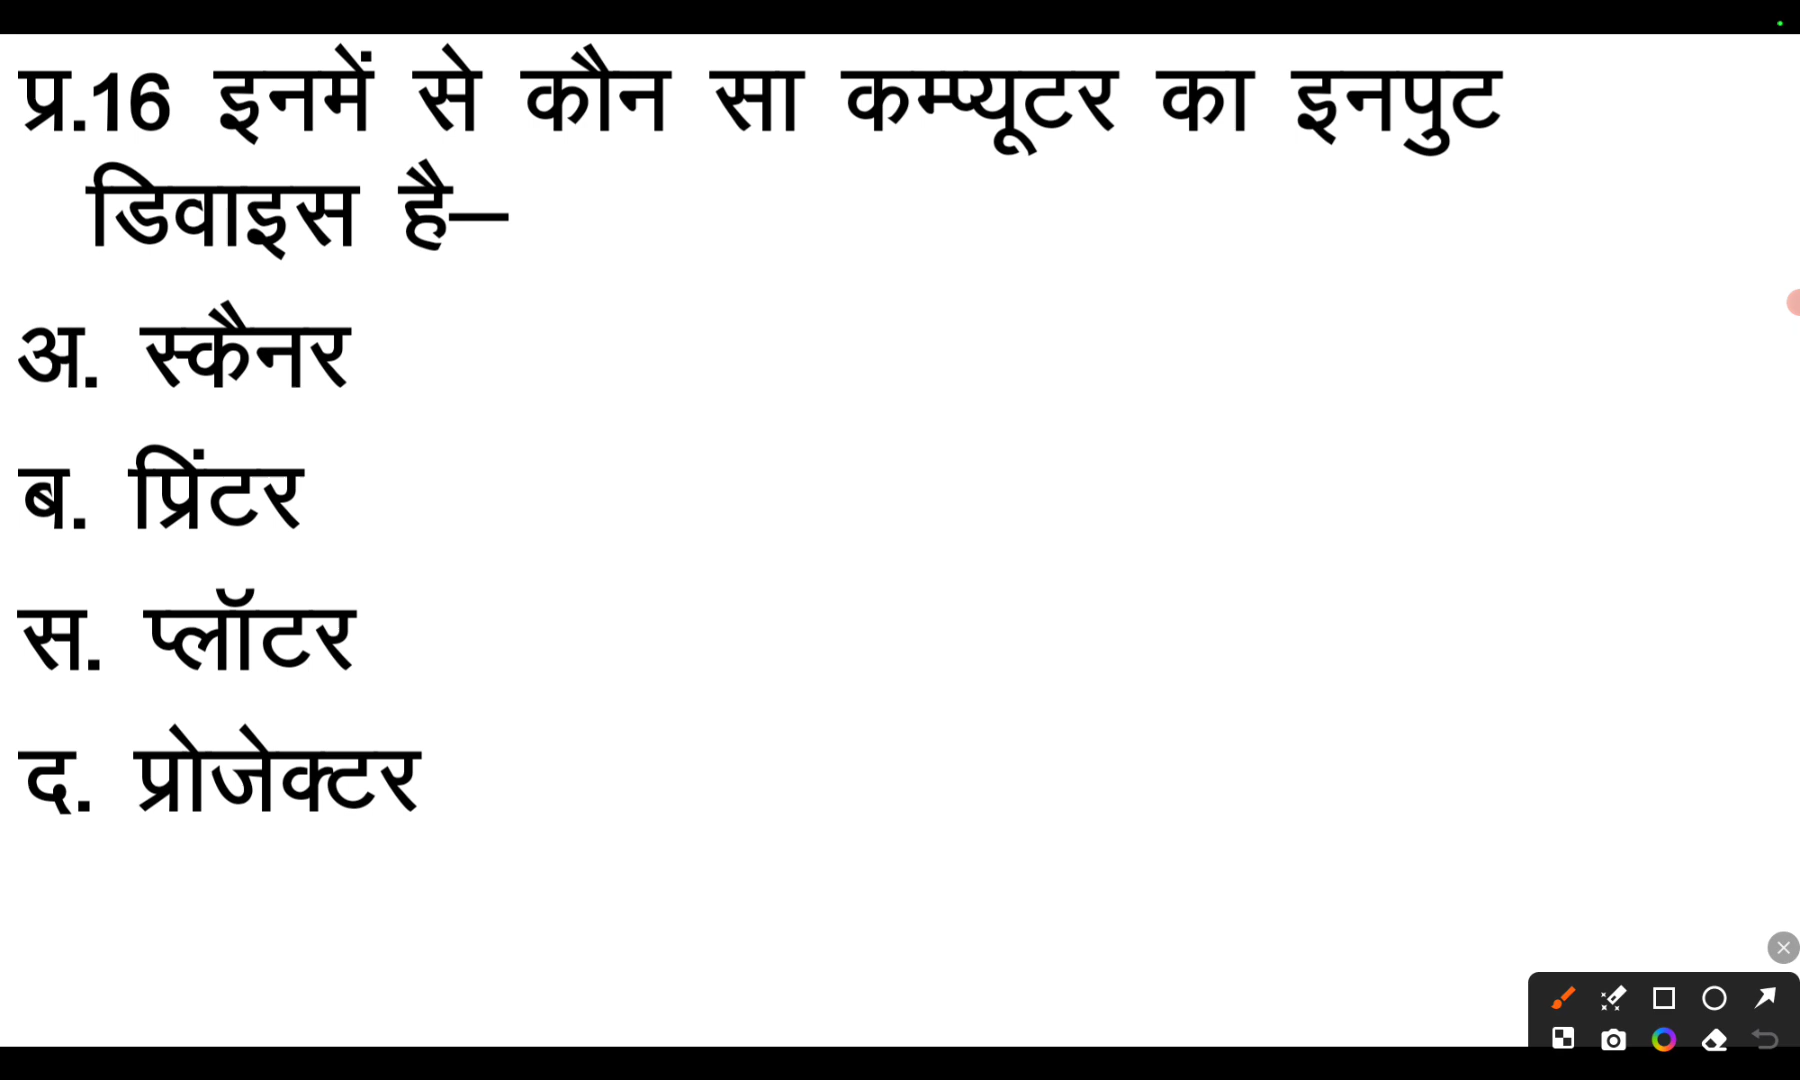 प्र.16 इनमें से कौन सा कम्प्यूटर का इनपुट
डिवाइस है–
अ. स्कैनर
ब. प्रिंटर
स. प्लॉटर
द. प्रोजेक्टर